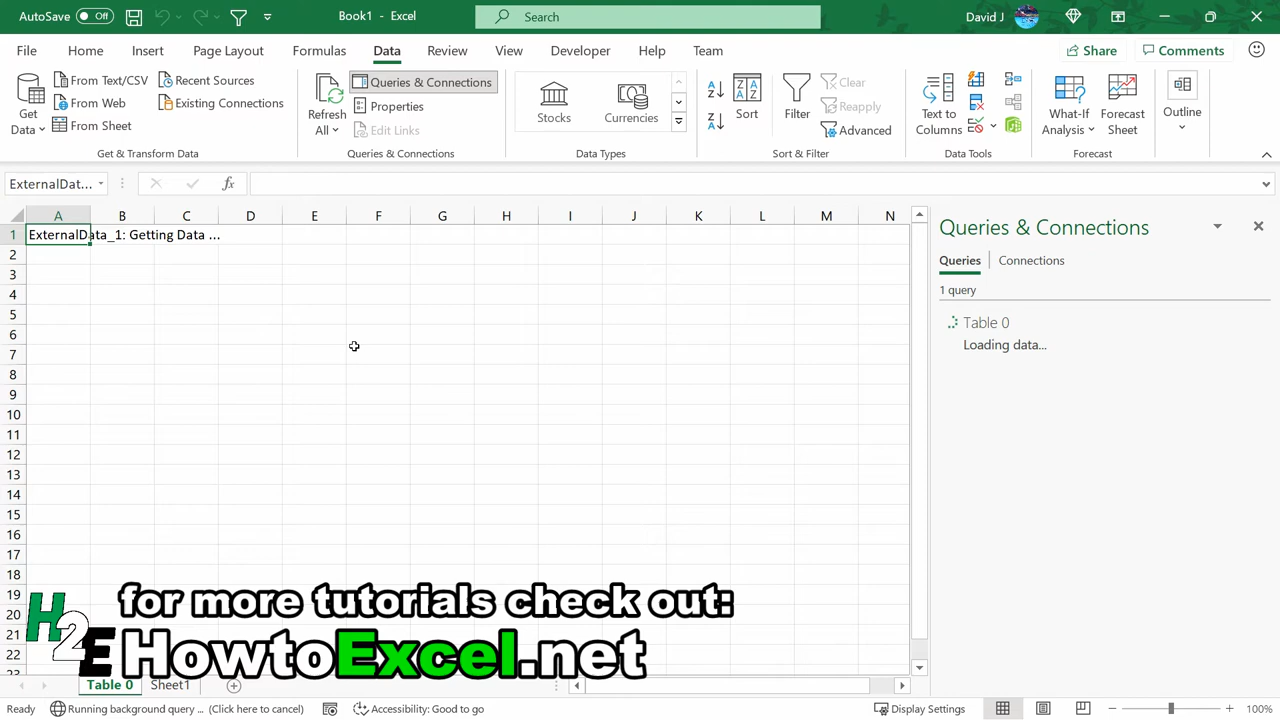 AutoSave Off Book1 - Excel Search David J
File Home Insert Page Layout Formulas Data Review View Developer Help Team Share Comments
Get Data
From Text/CSV
From Web
From Sheet
Recent Sources
Existing Connections
Get & Transform Data
Refresh All
Queries & Connections
Properties
Edit Links
Queries & Connections
Stocks
Currencies
Data Types
Sort
Filter
Clear
Reapply
Advanced
Sort & Filter
Text to Columns
Data Tools
What-If Analysis
Forecast Sheet
Forecast
Outline
ExternalDat... fx
A B C D E F G H I J K L M N
1 ExternalData_1: Getting Data ...
2
3
4
5
6
7
8
9
10
11
12
13
14
15
16
17
18
19
20
21
22
23
Queries & Connections
Queries Connections
1 query
Table 0
Loading data...
for more tutorials check out:
H2E HowtoExcel.net
Table 0 Sheet1
Ready Running background query ... (Click here to cancel) Accessibility: Good to go Display Settings 100%